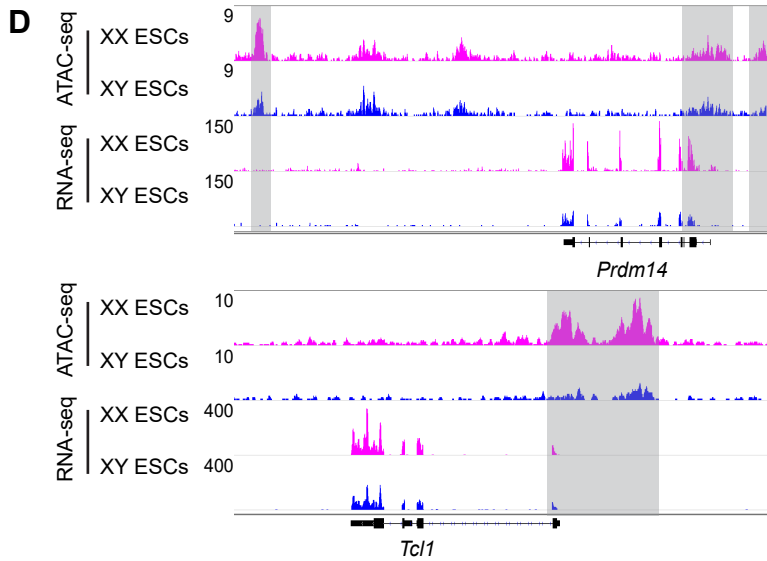 D
ATAC-seq
XX ESCs
9
XY ESCs
9
RNA-seq
XX ESCs
150
XY ESCs
150
Prdm14
ATAC-seq
XX ESCs
10
XY ESCs
10
RNA-seq
XX ESCs
400
XY ESCs
400
Tcl1